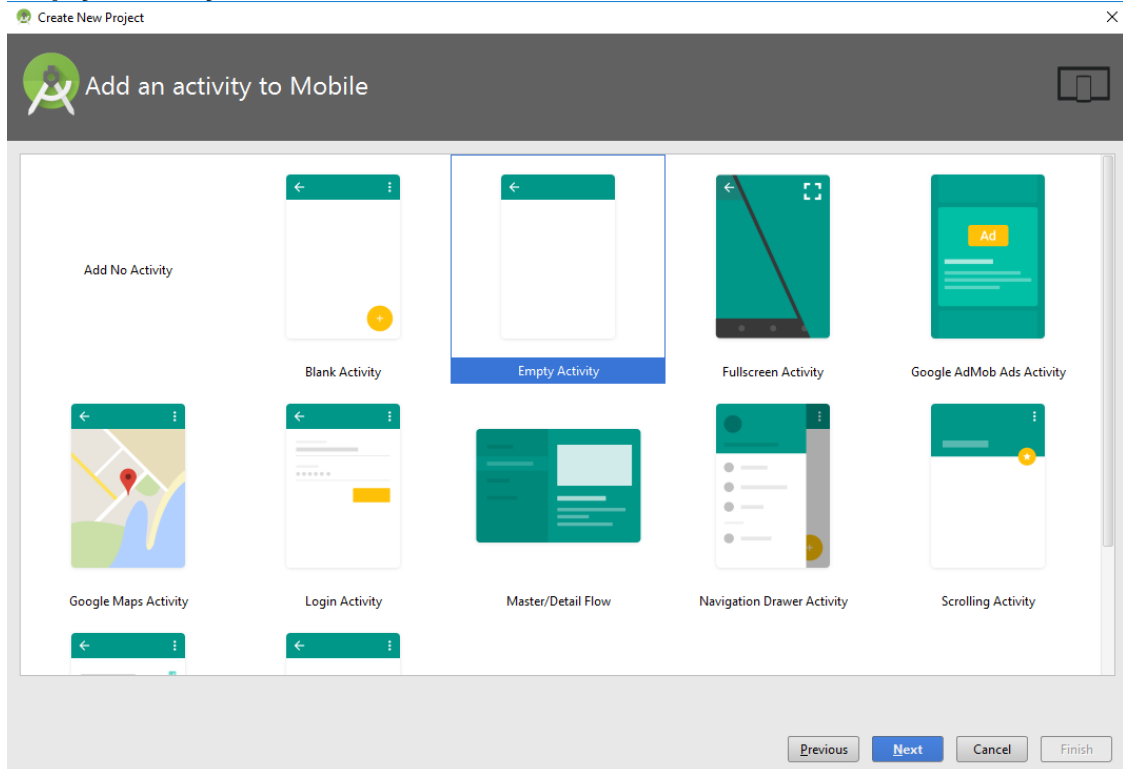 Create New Project
Add an activity to Mobile
Add No Activity
Blank Activity
Empty Activity
Fullscreen Activity
Ad
Google AdMob Ads Activity
Google Maps Activity
Login Activity
Master/Detail Flow
Navigation Drawer Activity
Scrolling Activity
Previous
Next
Cancel
Finish